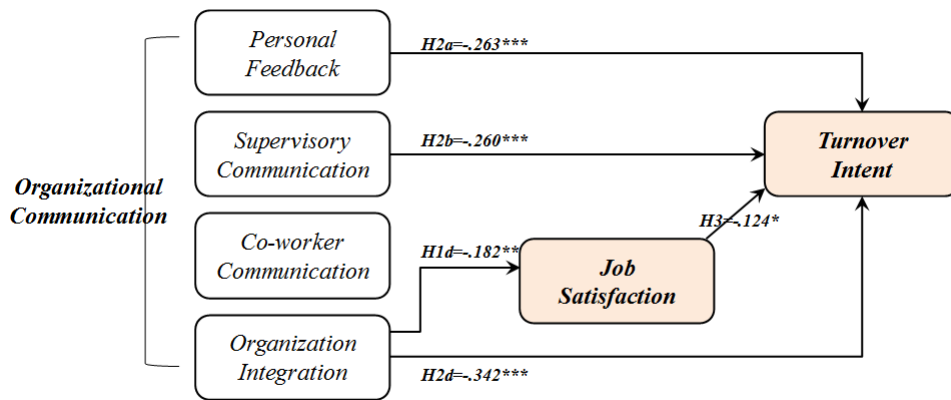 Personal
Feedback
H2a=-.263***
Supervisory
Communication
H2b=-.260***
Turnover
Intent
Organizational
Communication
Co-worker
Communication
H1d=-.182**
H3=-.124*
Job
Satisfaction
Organization
Integration
H2d=-.342***